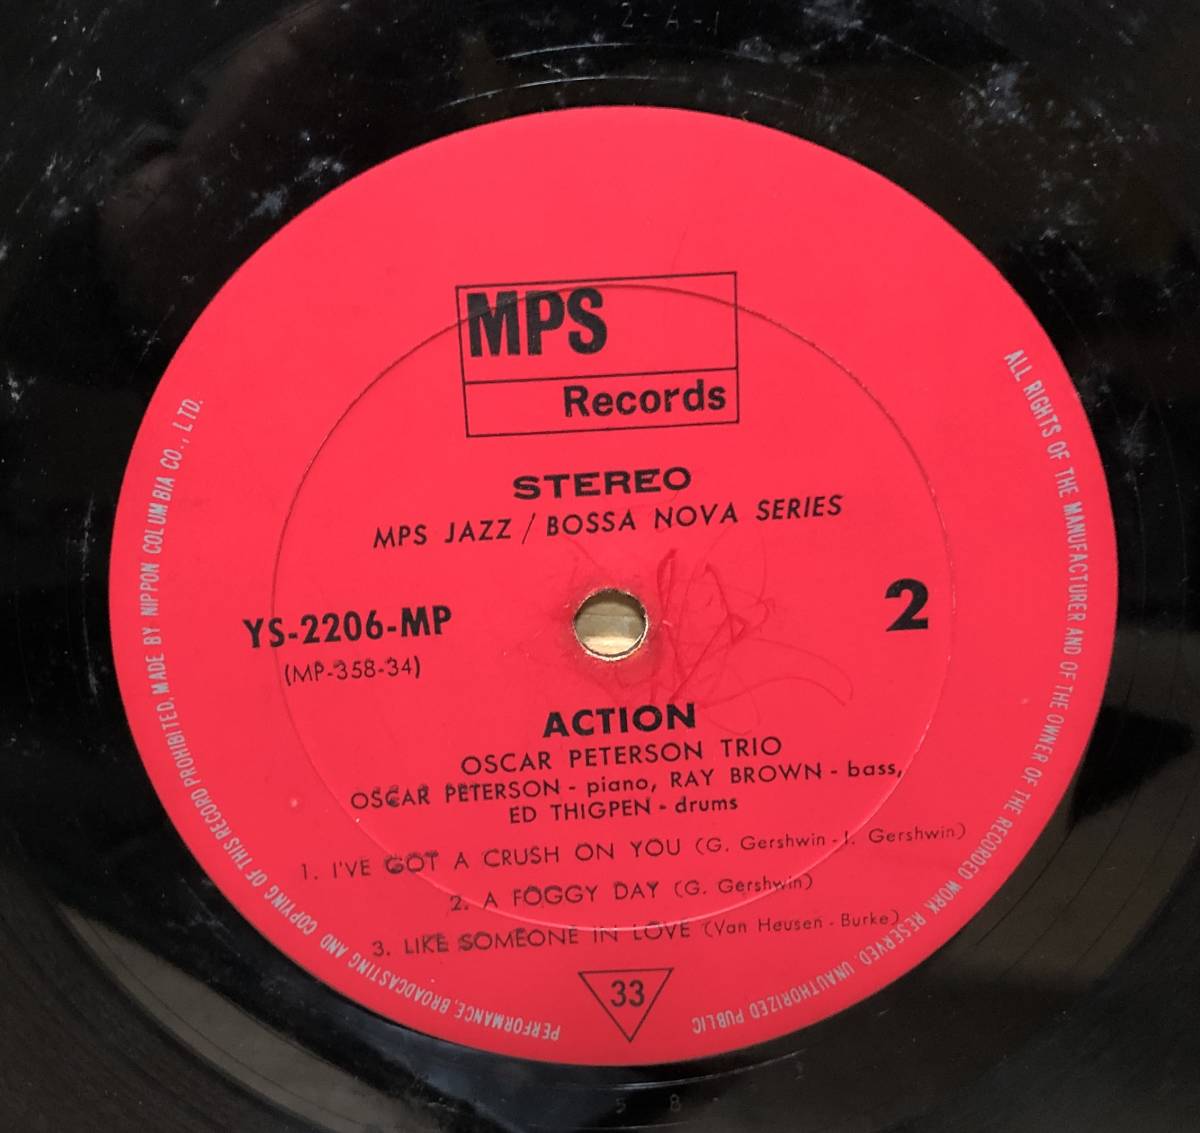 2-A-1
MPS
Records
STEREO
MPS JAZZ / BOSSA NOVA SERIES
YS-2206-MP
(MP-358-34)
2
ACTION
OSCAR PETERSON TRIO
OSCAR PETERSON - piano, RAY BROWN - bass,
ED THIGPEN - drums
1. I'VE GOT A CRUSH ON YOU (G. Gershwin - I. Gershwin)
2. A FOGGY DAY (G. Gershwin)
3. LIKE SOMEONE IN LOVE (Van Heusen - Burke)
33
ALL RIGHTS OF THE MANUFACTURER AND OF THE OWNER OF THE RECORDED WORK RESERVED. UNAUTHORIZED PUBLIC PERFORMANCE, BROADCASTING AND COPYING OF THIS RECORD PROHIBITED, MADE BY NIPPON COLUMBIA CO., LTD.
5 8